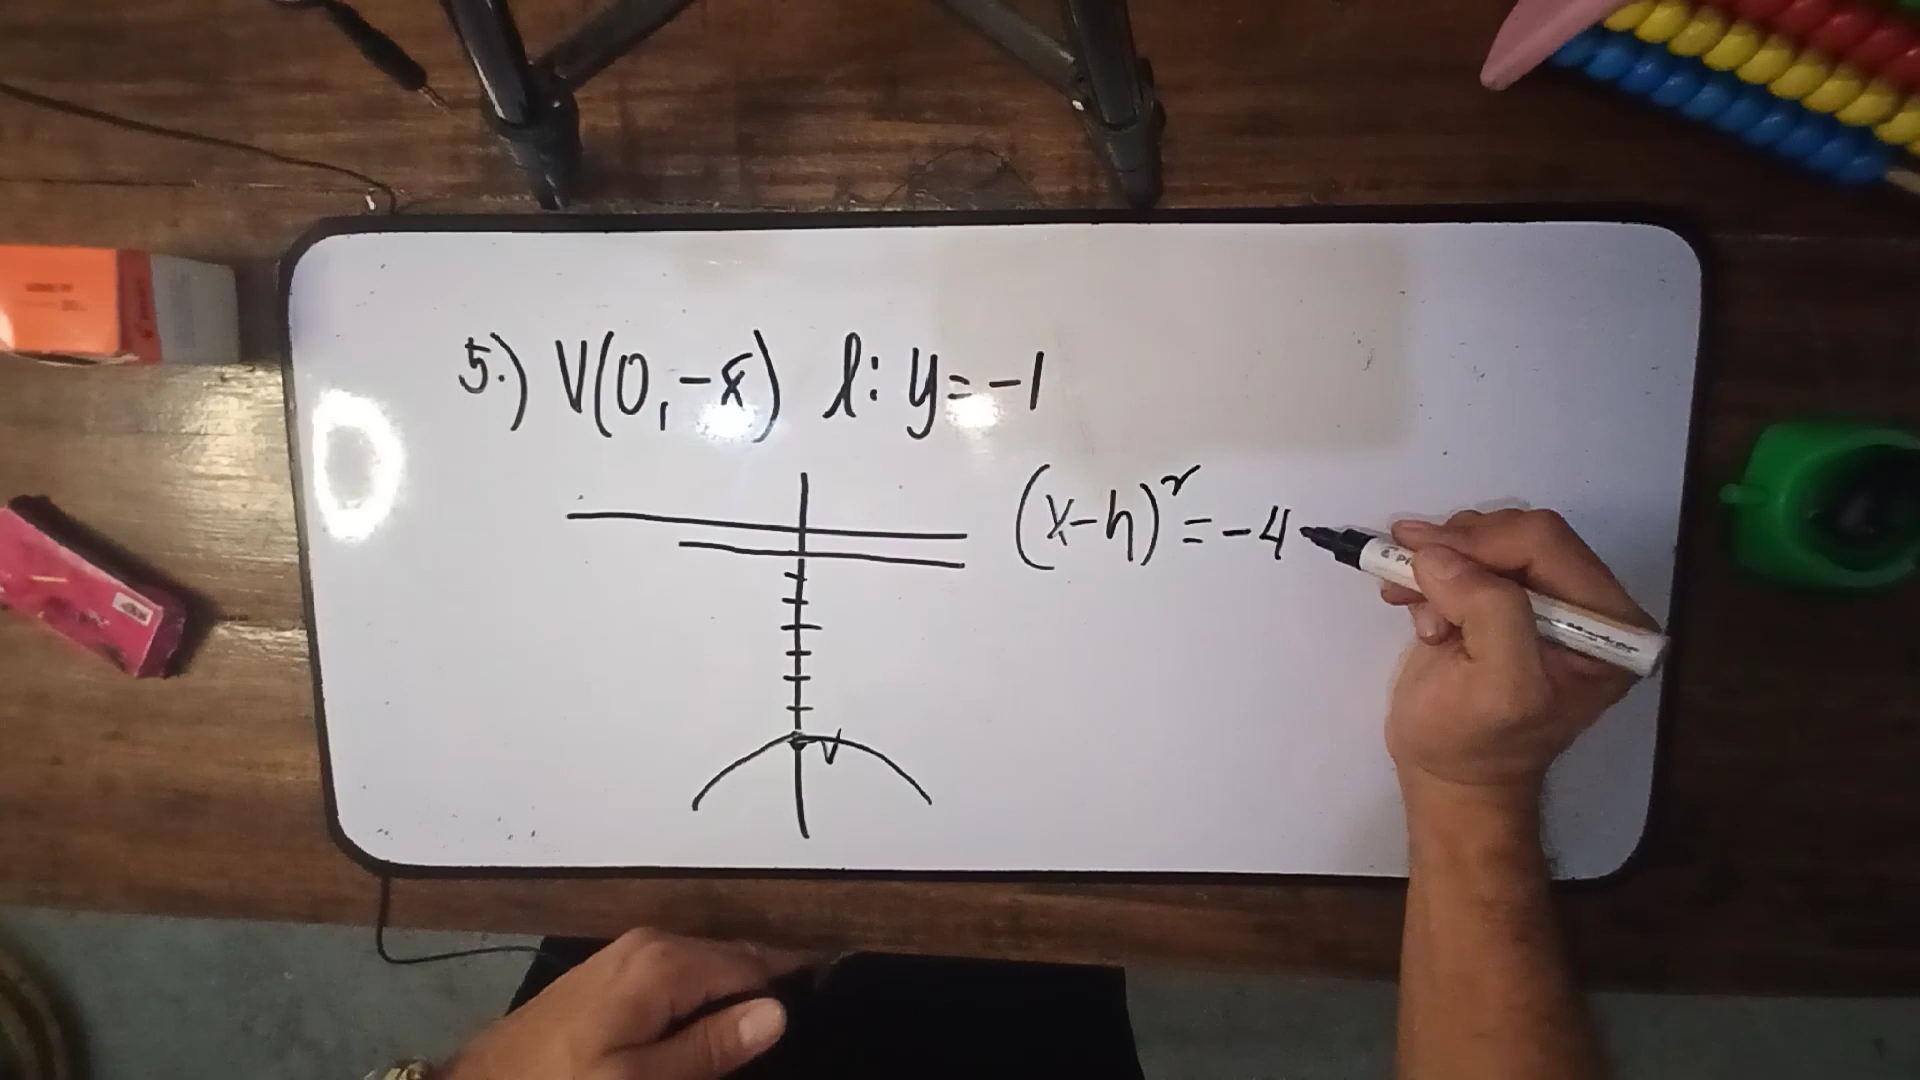 5.) V(0, -8) l: y = -1
(x-h)² = -4
V